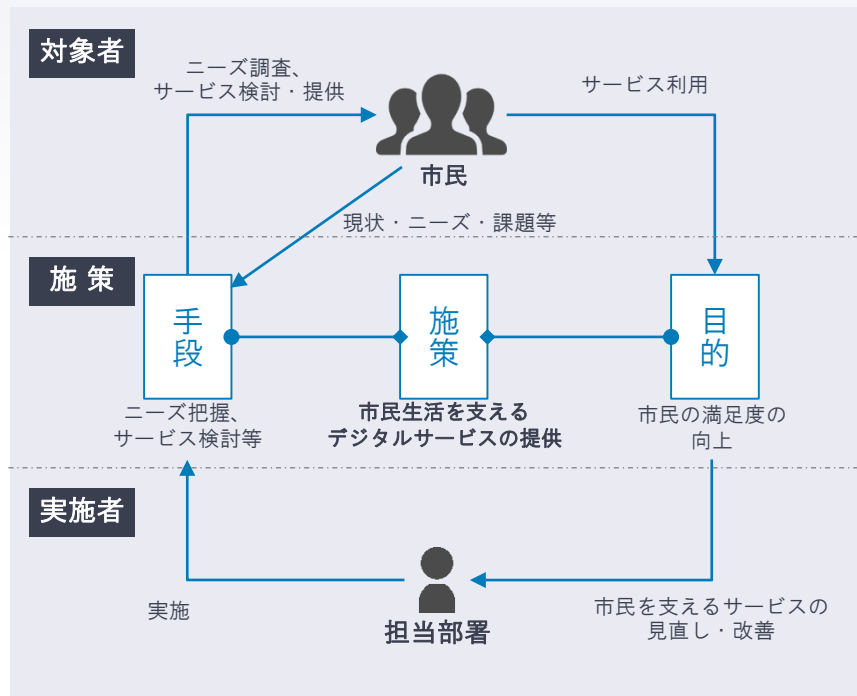 対象者
ニーズ調査、
サービス検討・提供
サービス利用
市民
現状・ニーズ・課題等
施 策
手段
施策
目的
ニーズ把握、
サービス検討等
市民生活を支える
デジタルサービスの提供
市民の満足度の
向上
実施者
実施
担当部署
市民を支えるサービスの
見直し・改善